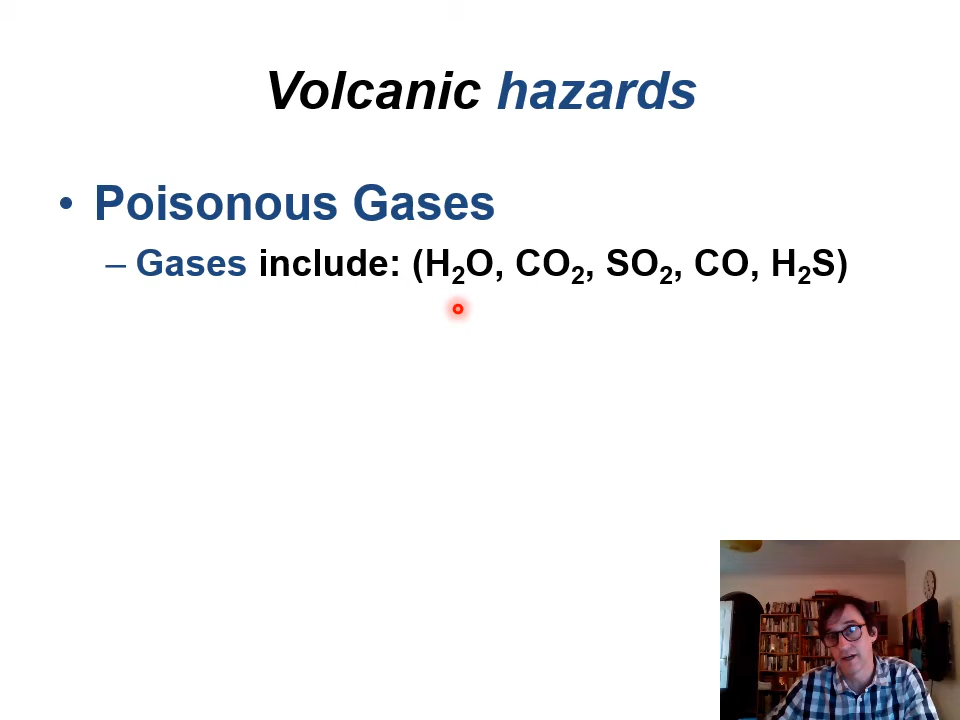 Volcanic hazards
• Poisonous Gases
– Gases include: (H₂O, CO₂, SO₂, CO, H₂S)